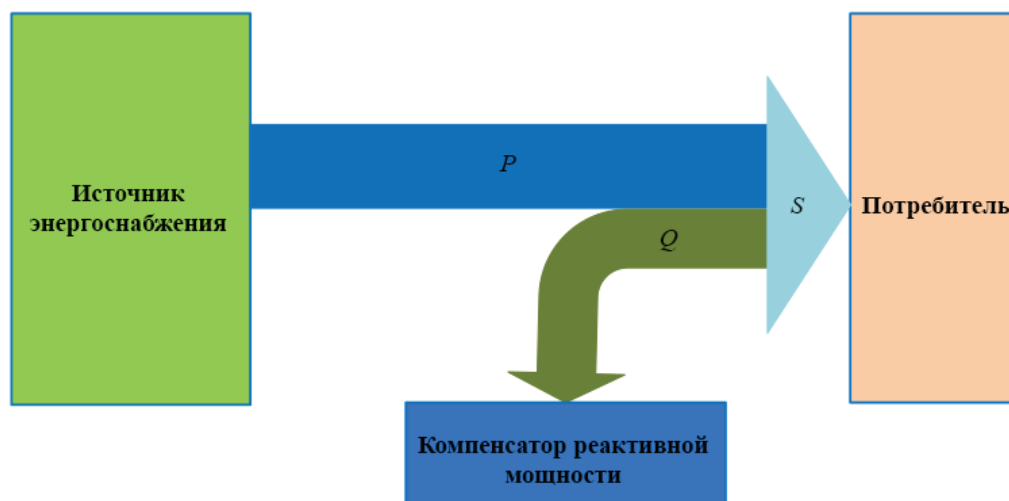 Источник
энергоснабжения
P
Q
S
Потребитель
Компенсатор реактивной
мощности